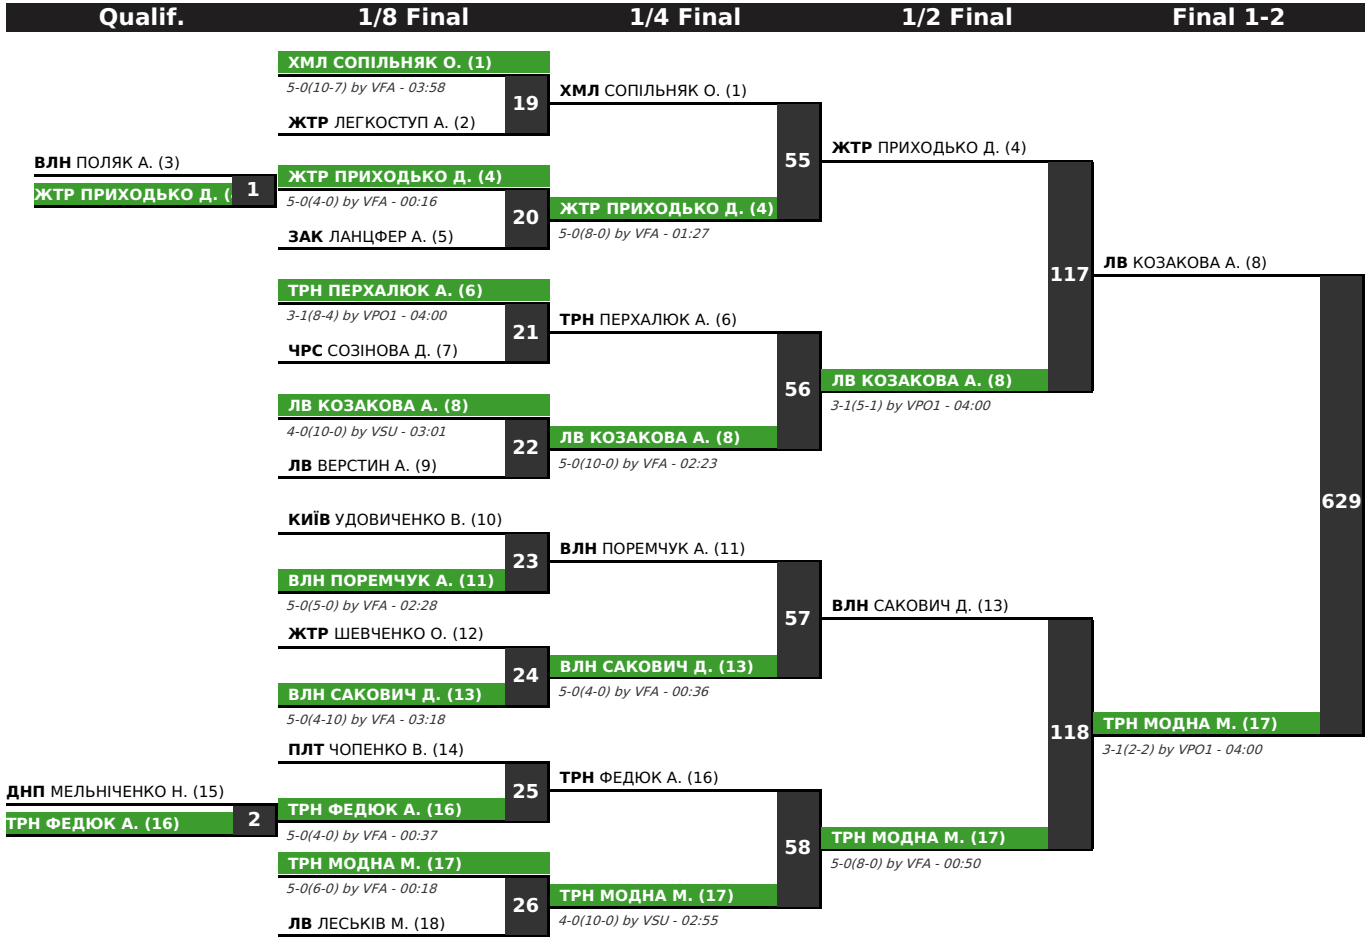 Qualif.
1/8 Final
1/4 Final
1/2 Final
Final 1-2
ВЛН ПОЛЯК А. (3)
ЖТР ПРИХОДЬКО Д. (
1
ДНП МЕЛЬНІЧЕНКО Н. (15)
ТРН ФЕДЮК А. (16)
2
ХМЛ СОПІЛЬНЯК О. (1)
5-0(10-7) by VFA - 03:58
19
ЖТР ЛЕГКОСТУП А. (2)
ЖТР ПРИХОДЬКО Д. (4)
5-0(4-0) by VFA - 00:16
20
ЗАК ЛАНЦФЕР А. (5)
ТРН ПЕРХАЛЮК А. (6)
3-1(8-4) by VPO1 - 04:00
21
ЧРС СОЗІНОВА Д. (7)
ЛВ КОЗАКОВА А. (8)
4-0(10-0) by VSU - 03:01
22
ЛВ ВЕРСТИН А. (9)
КИЇВ УДОВИЧЕНКО В. (10)
23
ВЛН ПОРЕМЧУК А. (11)
5-0(5-0) by VFA - 02:28
ЖТР ШЕВЧЕНКО О. (12)
24
ВЛН САКОВИЧ Д. (13)
5-0(4-10) by VFA - 03:18
ПЛТ ЧОПЕНКО В. (14)
25
ТРН ФЕДЮК А. (16)
5-0(4-0) by VFA - 00:37
ТРН МОДНА М. (17)
5-0(6-0) by VFA - 00:18
26
ЛВ ЛЕСЬКІВ М. (18)
ХМЛ СОПІЛЬНЯК О. (1)
55
ЖТР ПРИХОДЬКО Д. (4)
5-0(8-0) by VFA - 01:27
ТРН ПЕРХАЛЮК А. (6)
56
ЛВ КОЗАКОВА А. (8)
5-0(10-0) by VFA - 02:23
ВЛН ПОРЕМЧУК А. (11)
57
ВЛН САКОВИЧ Д. (13)
5-0(4-0) by VFA - 00:36
ТРН ФЕДЮК А. (16)
58
ТРН МОДНА М. (17)
4-0(10-0) by VSU - 02:55
ЖТР ПРИХОДЬКО Д. (4)
117
ЛВ КОЗАКОВА А. (8)
3-1(5-1) by VPO1 - 04:00
ВЛН САКОВИЧ Д. (13)
118
ТРН МОДНА М. (17)
5-0(8-0) by VFA - 00:50
ЛВ КОЗАКОВА А. (8)
629
ТРН МОДНА М. (17)
3-1(2-2) by VPO1 - 04:00